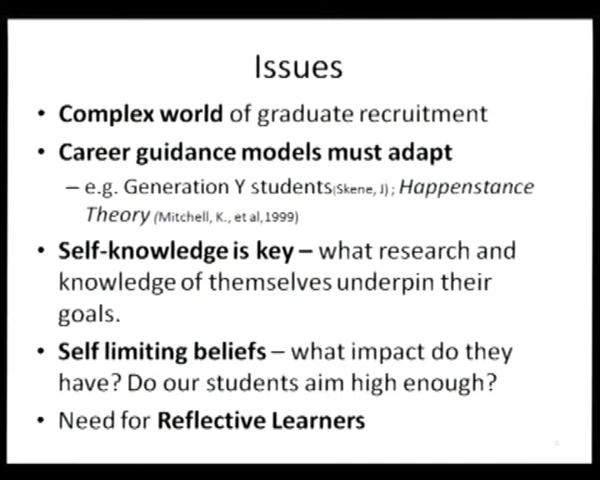 Issues
• Complex world of graduate recruitment
• Career guidance models must adapt
– e.g. Generation Y students(Skene, J) ; Happenstance
Theory (Mitchell, K., et al,1999)
• Self-knowledge is key – what research and
knowledge of themselves underpin their
goals.
• Self limiting beliefs – what impact do they
have? Do our students aim high enough?
• Need for Reflective Learners